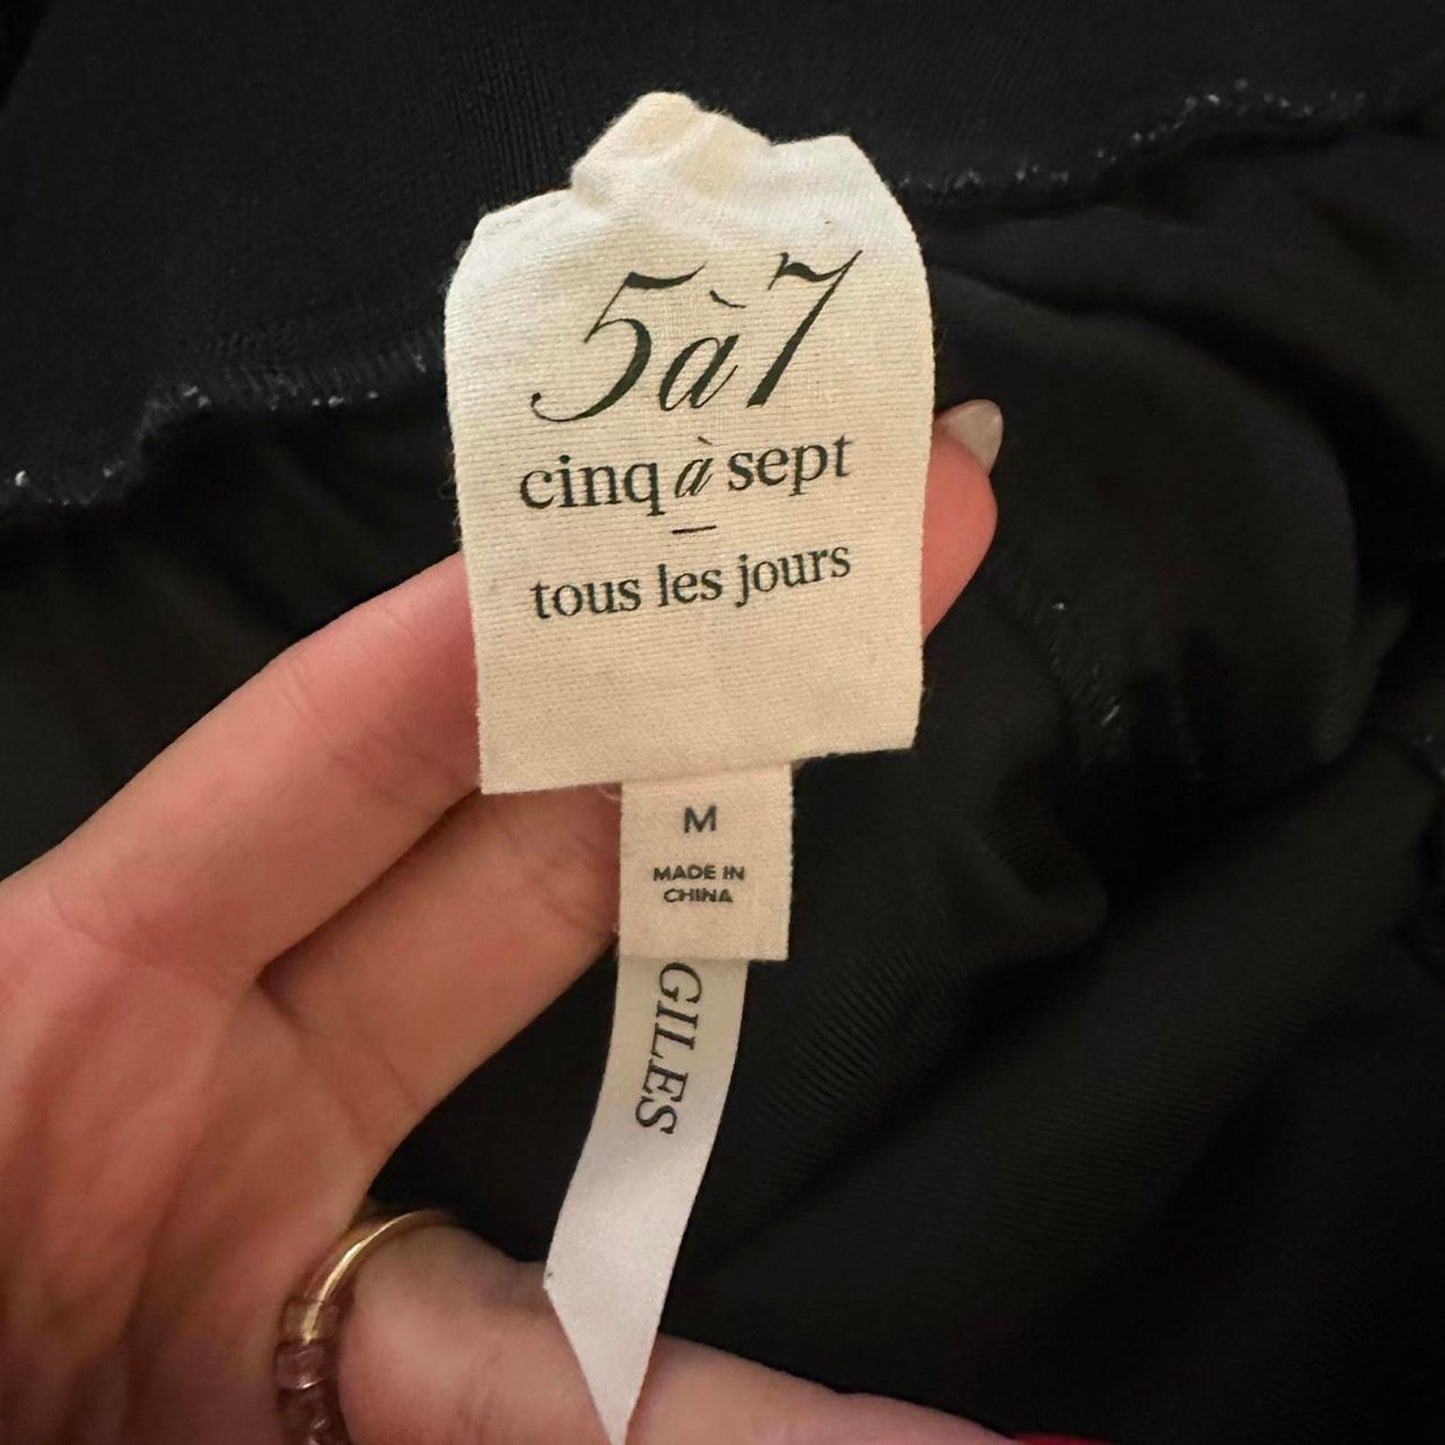 5à7
cinq à sept
—
tous les jours
M
MADE IN
CHINA
GILES